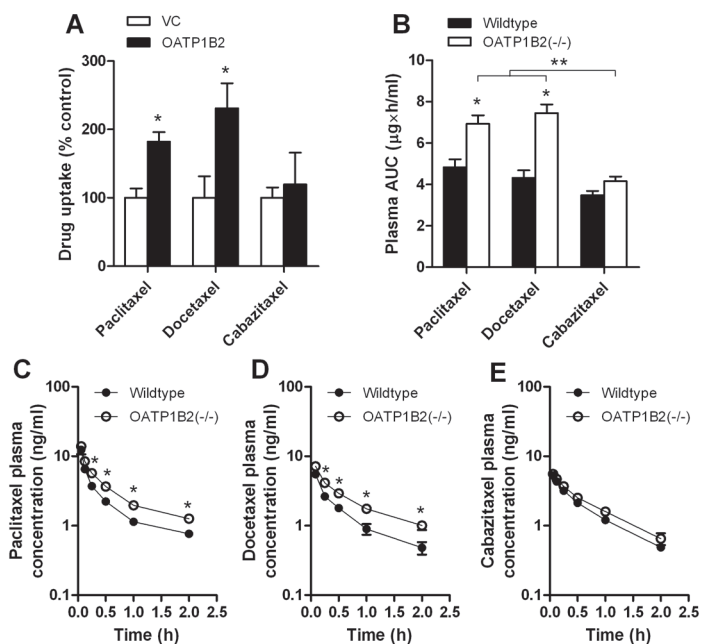 A
VC
OATP1B2
Drug uptake (% control)
300
200
100
0
*
*
Paclitaxel
Docetaxel
Cabazitaxel
B
Wildtype
OATP1B2(-/-)
Plasma AUC (µg×h/ml)
10
8
6
4
2
0
*
*
**
Paclitaxel
Docetaxel
Cabazitaxel
C
Wildtype
OATP1B2(-/-)
Paclitaxel plasma
concentration (ng/ml)
100
10
1
0.1
* * * *
0.0 0.5 1.0 1.5 2.0 2.5
Time (h)
D
Wildtype
OATP1B2(-/-)
Docetaxel plasma
concentration (ng/ml)
100
10
1
0.1
* * * *
0.0 0.5 1.0 1.5 2.0 2.5
Time (h)
E
Wildtype
OATP1B2(-/-)
Cabazitaxel plasma
concentration (ng/ml)
100
10
1
0.1
0.0 0.5 1.0 1.5 2.0 2.5
Time (h)